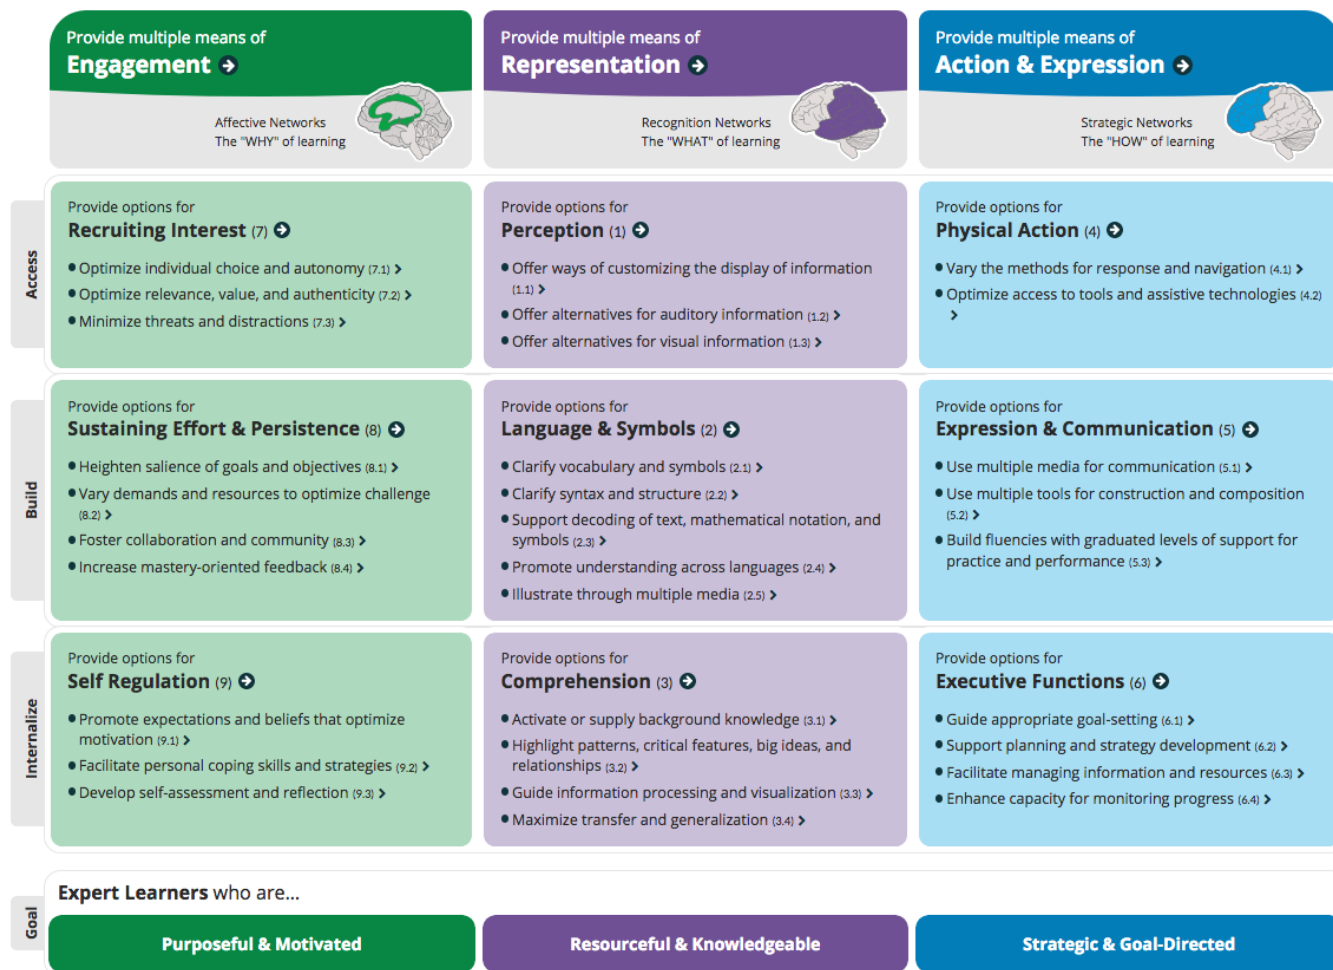 Provide multiple means of
Engagement
Affective Networks
The "WHY" of learning
Provide multiple means of
Representation
Recognition Networks
The "WHAT" of learning
Provide multiple means of
Action & Expression
Strategic Networks
The "HOW" of learning
Access
Provide options for
Recruiting Interest (7)
Optimize individual choice and autonomy (7.1)
Optimize relevance, value, and authenticity (7.2)
Minimize threats and distractions (7.3)
Provide options for
Perception (1)
Offer ways of customizing the display of information
(1.1)
Offer alternatives for auditory information (1.2)
Offer alternatives for visual information (1.3)
Provide options for
Physical Action (4)
Vary the methods for response and navigation (4.1)
Optimize access to tools and assistive technologies (4.2)
Build
Provide options for
Sustaining Effort & Persistence (8)
Heighten salience of goals and objectives (8.1)
Vary demands and resources to optimize challenge
(8.2)
Foster collaboration and community (8.3)
Increase mastery-oriented feedback (8.4)
Provide options for
Language & Symbols (2)
Clarify vocabulary and symbols (2.1)
Clarify syntax and structure (2.2)
Support decoding of text, mathematical notation, and
symbols (2.3)
Promote understanding across languages (2.4)
Illustrate through multiple media (2.5)
Provide options for
Expression & Communication (5)
Use multiple media for communication (5.1)
Use multiple tools for construction and composition
(5.2)
Build fluencies with graduated levels of support for
practice and performance (5.3)
Internalize
Provide options for
Self Regulation (9)
Promote expectations and beliefs that optimize
motivation (9.1)
Facilitate personal coping skills and strategies (9.2)
Develop self-assessment and reflection (9.3)
Provide options for
Comprehension (3)
Activate or supply background knowledge (3.1)
Highlight patterns, critical features, big ideas, and
relationships (3.2)
Guide information processing and visualization (3.3)
Maximize transfer and generalization (3.4)
Provide options for
Executive Functions (6)
Guide appropriate goal-setting (6.1)
Support planning and strategy development (6.2)
Facilitate managing information and resources (6.3)
Enhance capacity for monitoring progress (6.4)
Goal
Expert Learners who are...
Purposeful & Motivated
Resourceful & Knowledgeable
Strategic & Goal-Directed